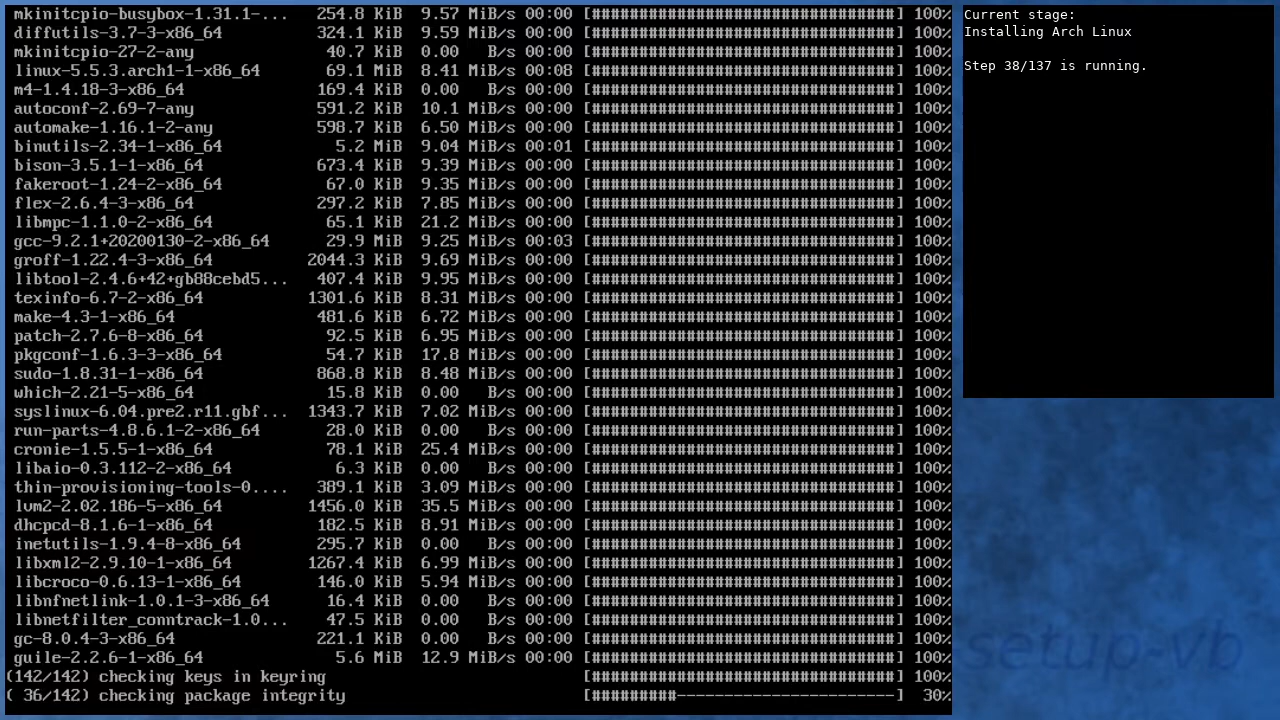 mkinitcpio-busybox-1.31.1-... 254.8 KiB 9.57 MiB/s 00:00 [################################] 100%
diffutils-3.7-3-x86_64 324.1 KiB 9.59 MiB/s 00:00 [################################] 100%
mkinitcpio-27-2-any 40.7 KiB 0.00 B/s 00:00 [################################] 100%
linux-5.5.3.arch1-1-x86_64 69.1 MiB 8.41 MiB/s 00:08 [################################] 100%
m4-1.4.18-3-x86_64 169.4 KiB 0.00 B/s 00:00 [################################] 100%
autoconf-2.69-7-any 591.2 KiB 10.1 MiB/s 00:00 [################################] 100%
automake-1.16.1-2-any 598.7 KiB 6.50 MiB/s 00:00 [################################] 100%
binutils-2.34-1-x86_64 5.2 MiB 9.04 MiB/s 00:01 [################################] 100%
bison-3.5.1-1-x86_64 673.4 KiB 9.39 MiB/s 00:00 [################################] 100%
fakeroot-1.24-2-x86_64 67.0 KiB 9.35 MiB/s 00:00 [################################] 100%
flex-2.6.4-3-x86_64 297.2 KiB 7.85 MiB/s 00:00 [################################] 100%
libmpc-1.1.0-2-x86_64 65.1 KiB 21.2 MiB/s 00:00 [################################] 100%
gcc-9.2.1+20200130-2-x86_64 29.9 MiB 9.25 MiB/s 00:03 [################################] 100%
groff-1.22.4-3-x86_64 2044.3 KiB 9.69 MiB/s 00:00 [################################] 100%
libtool-2.4.6+42+gb88cebd5... 407.4 KiB 9.95 MiB/s 00:00 [################################] 100%
texinfo-6.7-2-x86_64 1301.6 KiB 8.31 MiB/s 00:00 [################################] 100%
make-4.3-1-x86_64 481.6 KiB 6.72 MiB/s 00:00 [################################] 100%
patch-2.7.6-8-x86_64 92.5 KiB 6.95 MiB/s 00:00 [################################] 100%
pkgconf-1.6.3-3-x86_64 54.7 KiB 17.8 MiB/s 00:00 [################################] 100%
sudo-1.8.31-1-x86_64 868.8 KiB 8.48 MiB/s 00:00 [################################] 100%
which-2.21-5-x86_64 15.8 KiB 0.00 B/s 00:00 [################################] 100%
syslinux-6.04.pre2.r11.gbf... 1343.7 KiB 7.02 MiB/s 00:00 [################################] 100%
run-parts-4.8.6.1-2-x86_64 28.0 KiB 0.00 B/s 00:00 [################################] 100%
cronie-1.5.5-1-x86_64 78.1 KiB 25.4 MiB/s 00:00 [################################] 100%
libaio-0.3.112-2-x86_64 6.3 KiB 0.00 B/s 00:00 [################################] 100%
thin-provisioning-tools-0.... 389.1 KiB 3.09 MiB/s 00:00 [################################] 100%
lvm2-2.02.186-5-x86_64 1456.0 KiB 35.5 MiB/s 00:00 [################################] 100%
dhcpcd-8.1.6-1-x86_64 182.5 KiB 8.91 MiB/s 00:00 [################################] 100%
inetutils-1.9.4-8-x86_64 295.7 KiB 0.00 B/s 00:00 [################################] 100%
libxml2-2.9.10-1-x86_64 1267.4 KiB 6.99 MiB/s 00:00 [################################] 100%
libcroco-0.6.13-1-x86_64 146.0 KiB 5.94 MiB/s 00:00 [################################] 100%
libnfnetlink-1.0.1-3-x86_64 16.4 KiB 0.00 B/s 00:00 [################################] 100%
libnetfilter_conntrack-1.0... 47.5 KiB 0.00 B/s 00:00 [################################] 100%
gc-8.0.4-3-x86_64 221.1 KiB 0.00 B/s 00:00 [################################] 100%
guile-2.2.6-1-x86_64 5.6 MiB 12.9 MiB/s 00:00 [################################] 100%
(142/142) checking keys in keyring [################################] 100%
( 36/142) checking package integrity [#########-----------------------] 30%
Current stage:
Installing Arch Linux
Step 38/137 is running.
setup-vb